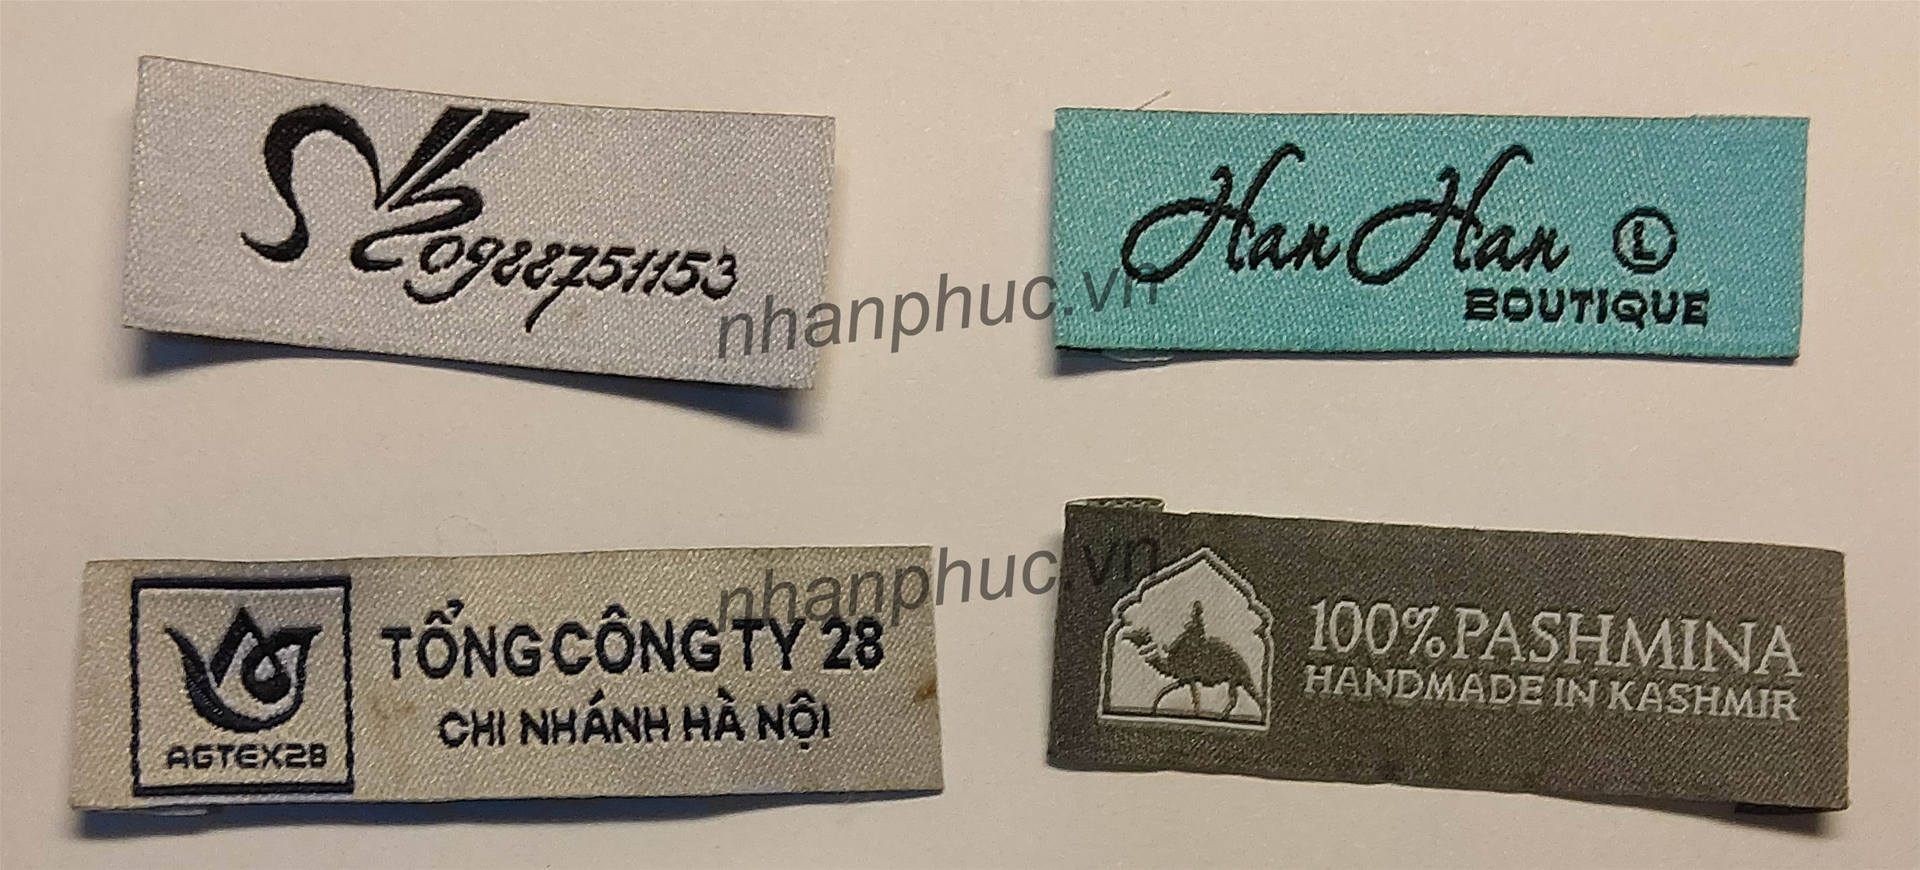 0988751153
Han Han L
BOUTIQUE
nhanphuc.vn
AGTEX28
TỔNG CÔNG TY 28
CHI NHÁNH HÀ NỘI
nhanphuc.vn
100% PASHMINA
HANDMADE IN KASHMIR